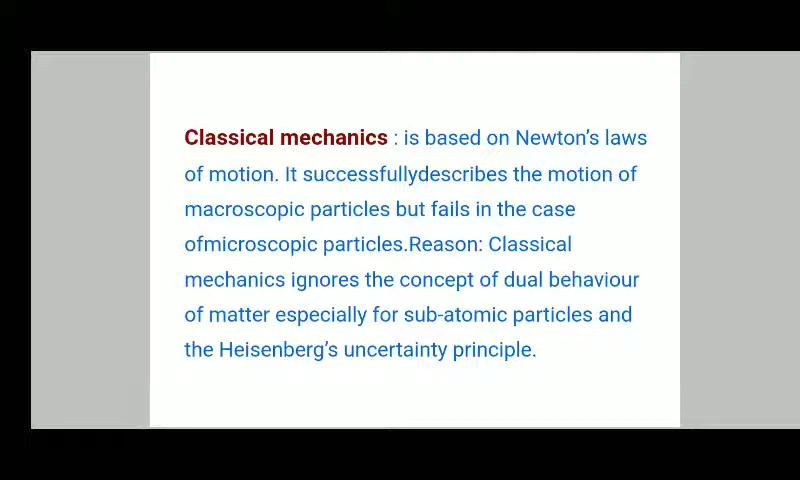 Classical mechanics : is based on Newton’s laws
of motion. It successfullydescribes the motion of
macroscopic particles but fails in the case
ofmicroscopic particles.Reason: Classical
mechanics ignores the concept of dual behaviour
of matter especially for sub-atomic particles and
the Heisenberg’s uncertainty principle.